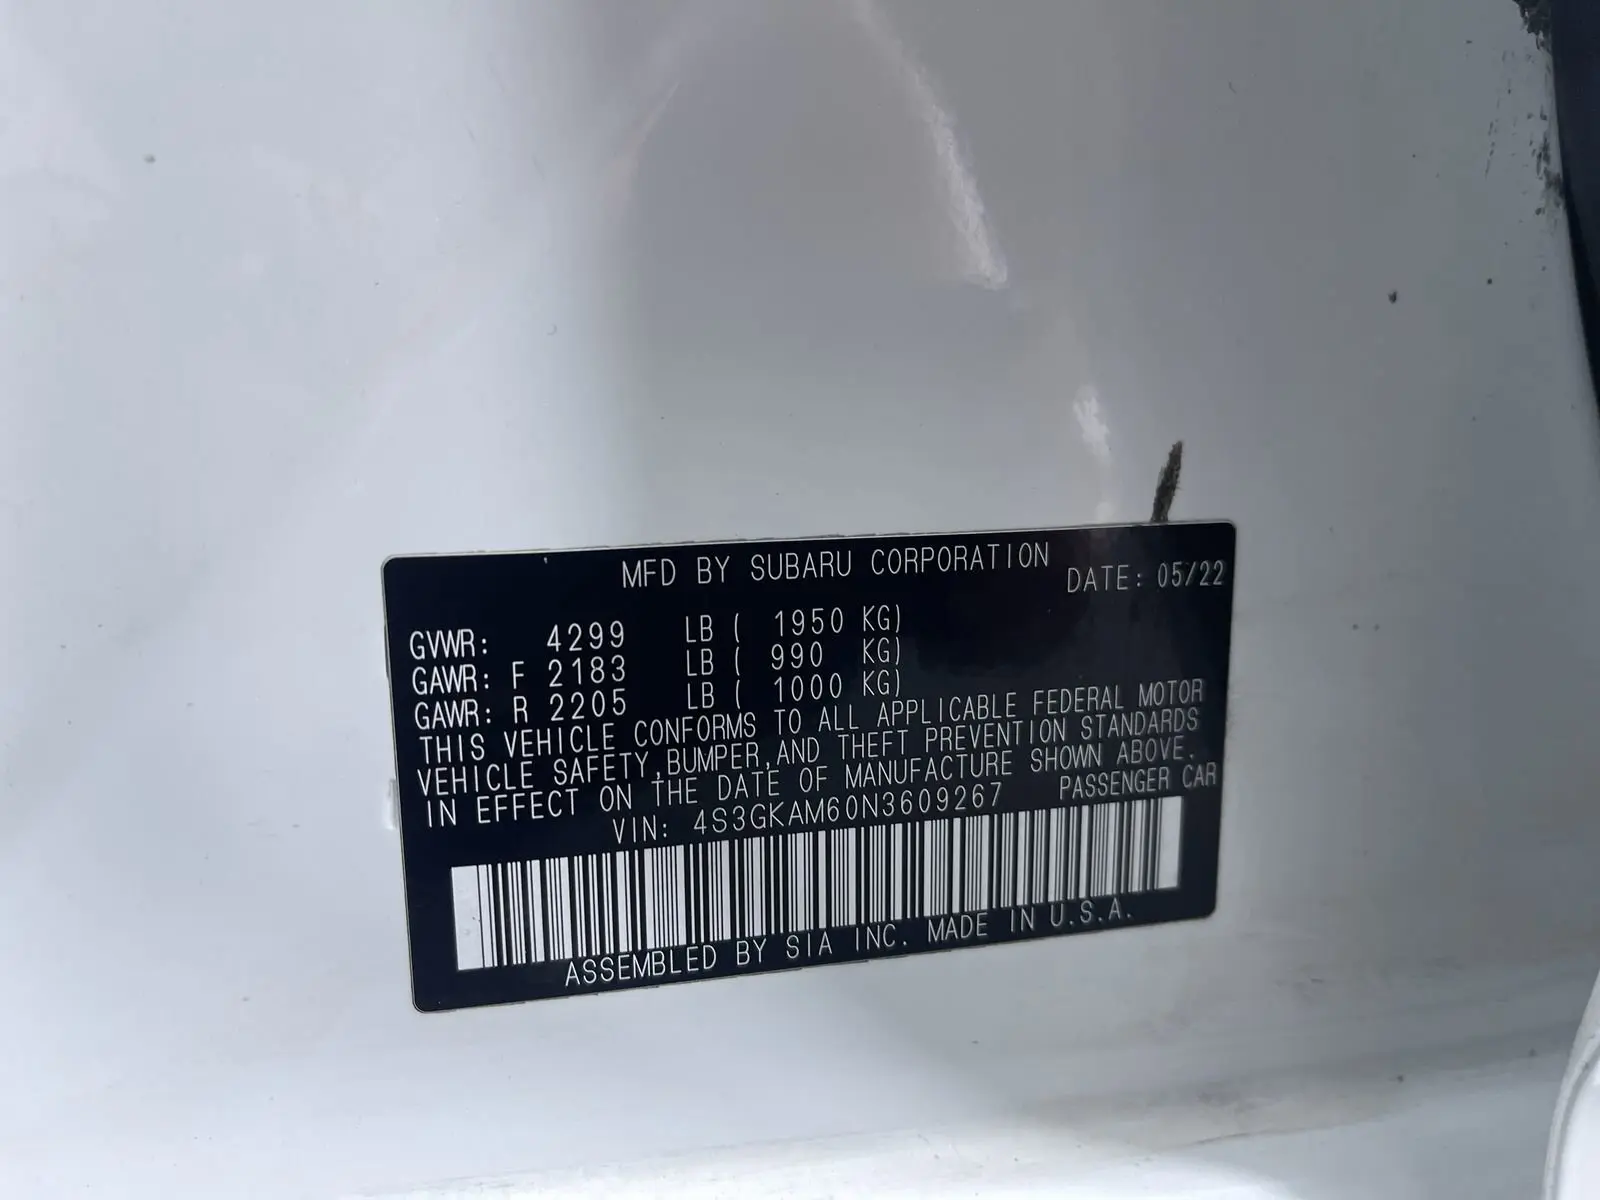 MFD BY SUBARU CORPORATION DATE: 05/22
GVWR: 4299 LB ( 1950 KG)
GAWR: F 2183 LB ( 990 KG)
GAWR: R 2205 LB ( 1000 KG)
THIS VEHICLE CONFORMS TO ALL APPLICABLE FEDERAL MOTOR
VEHICLE SAFETY,BUMPER,AND THEFT PREVENTION STANDARDS
IN EFFECT ON THE DATE OF MANUFACTURE SHOWN ABOVE.
VIN: 4S3GKAM60N3609267 PASSENGER CAR
ASSEMBLED BY SIA INC. MADE IN U.S.A.